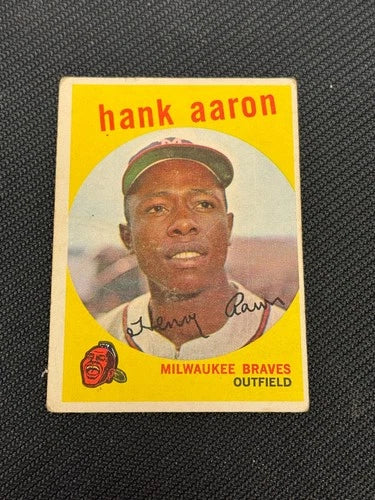 hank aaron
Henry Aaron
MILWAUKEE BRAVES
OUTFIELD